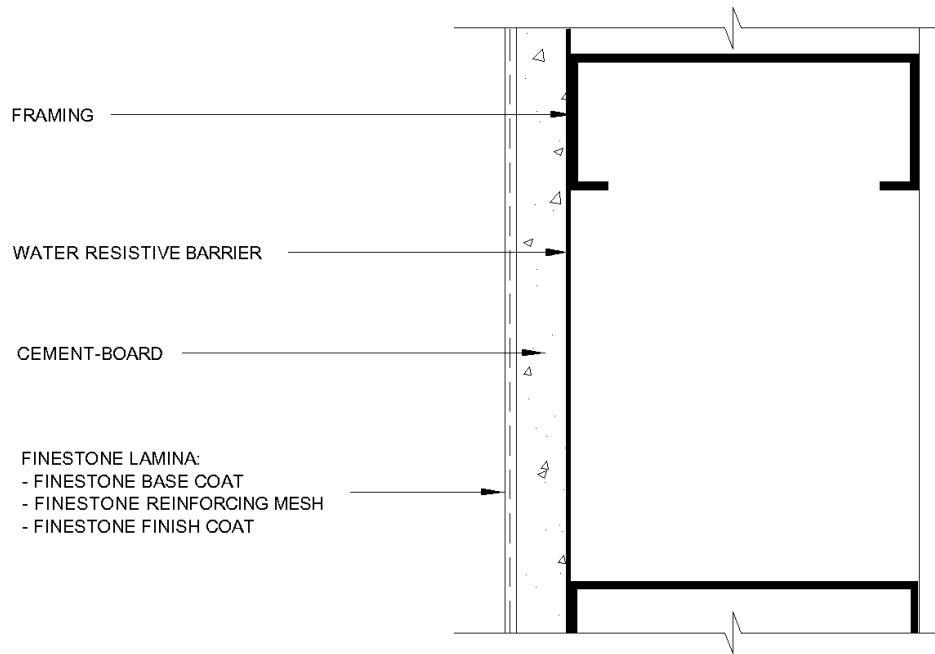 FRAMING
WATER RESISTIVE BARRIER
CEMENT-BOARD
FINESTONE LAMINA:
- FINESTONE BASE COAT
- FINESTONE REINFORCING MESH
- FINESTONE FINISH COAT